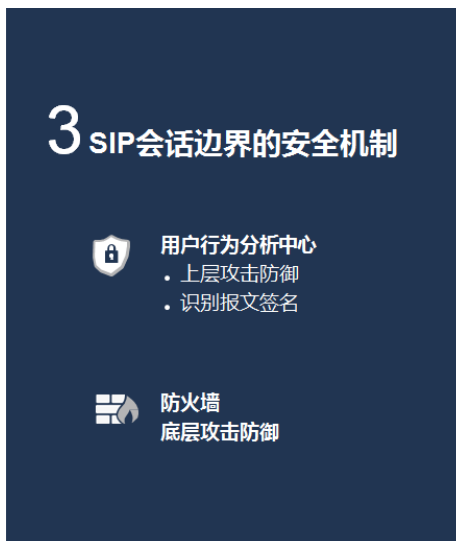 3 SIP会话边界的安全机制
用户行为分析中心
• 上层攻击防御
• 识别报文签名
防火墙
底层攻击防御